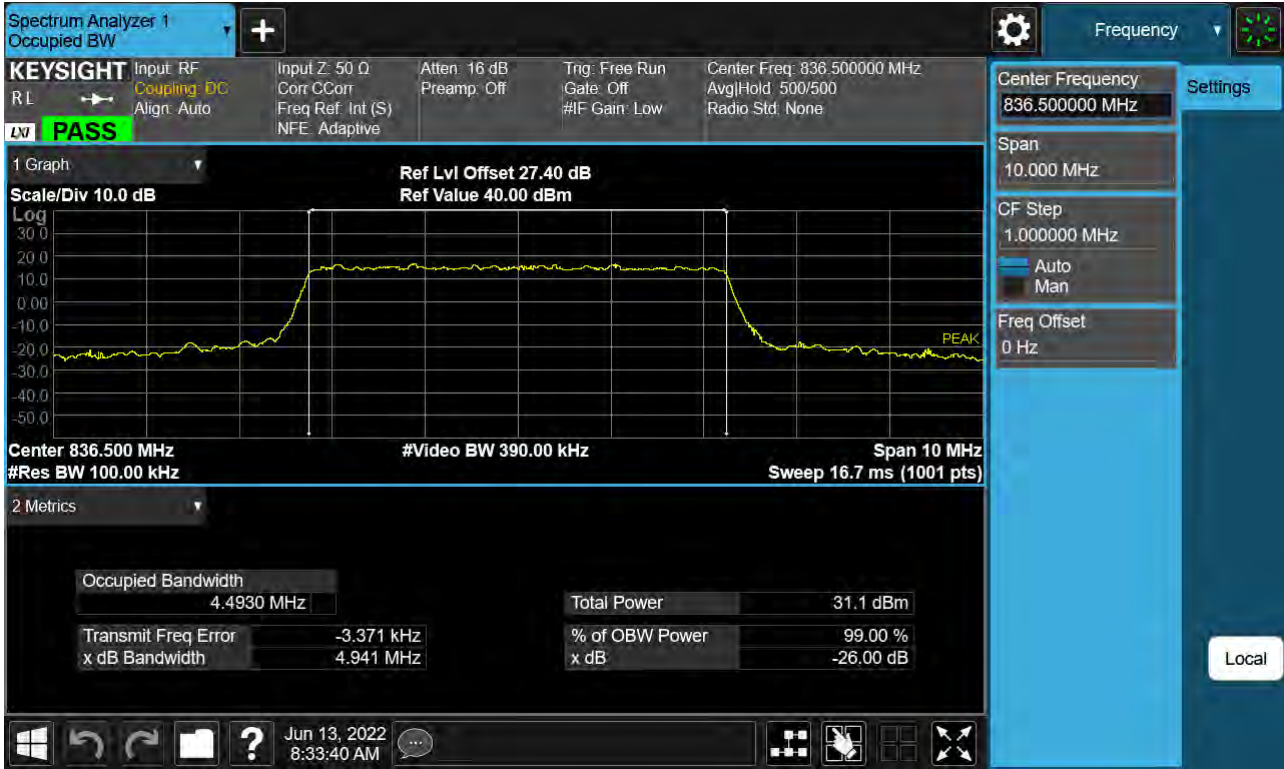 Spectrum Analyzer 1
Occupied BW
Frequency
KEYSIGHT
RL
LXI
PASS
Input: RF
Coupling: DC
Align: Auto
Input Z: 50 Ω
Corr CCorr
Freq Ref: Int (S)
NFE: Adaptive
Atten: 16 dB
Preamp: Off
Trig: Free Run
Gate: Off
#IF Gain: Low
Center Freq: 836.500000 MHz
Avg|Hold: 500/500
Radio Std: None
1 Graph
Scale/Div 10.0 dB
Ref Lvl Offset 27.40 dB
Ref Value 40.00 dBm
Log
30.0
20.0
10.0
0.00
-10.0
-20.0
-30.0
-40.0
-50.0
PEAK
Center 836.500 MHz
#Video BW 390.00 kHz
Span 10 MHz
#Res BW 100.00 kHz
Sweep 16.7 ms (1001 pts)
2 Metrics
Occupied Bandwidth
4.4930 MHz
Total Power 31.1 dBm
Transmit Freq Error -3.371 kHz
% of OBW Power 99.00 %
x dB Bandwidth 4.941 MHz
x dB -26.00 dB
Center Frequency
836.500000 MHz
Settings
Span
10.000 MHz
CF Step
1.000000 MHz
Auto
Man
Freq Offset
0 Hz
Local
?
Jun 13, 2022
8:33:40 AM